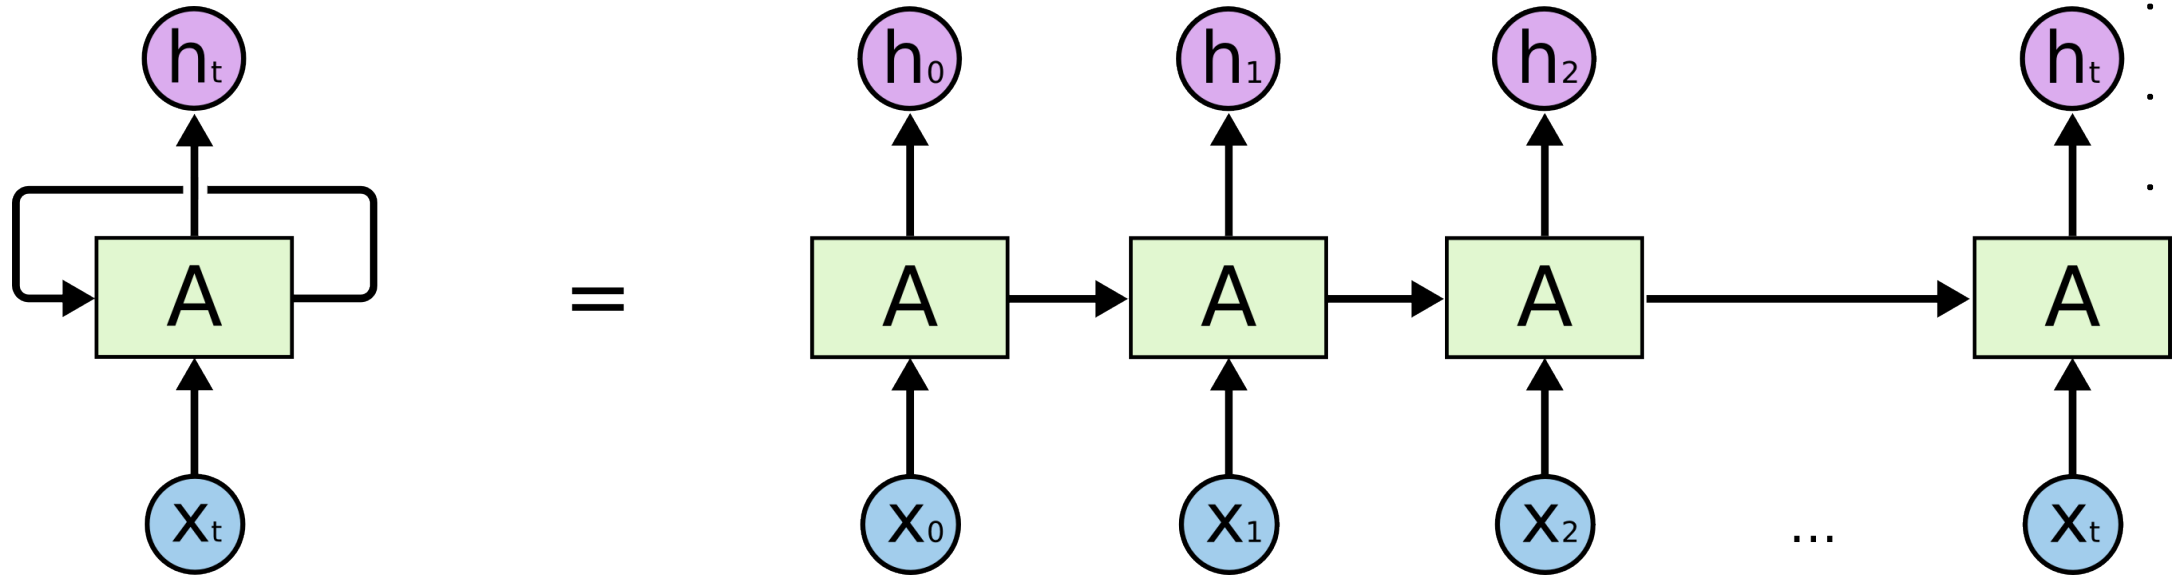 ht h0 h1 h2 ht
A = A A A A
xt x0 x1 x2 ... xt